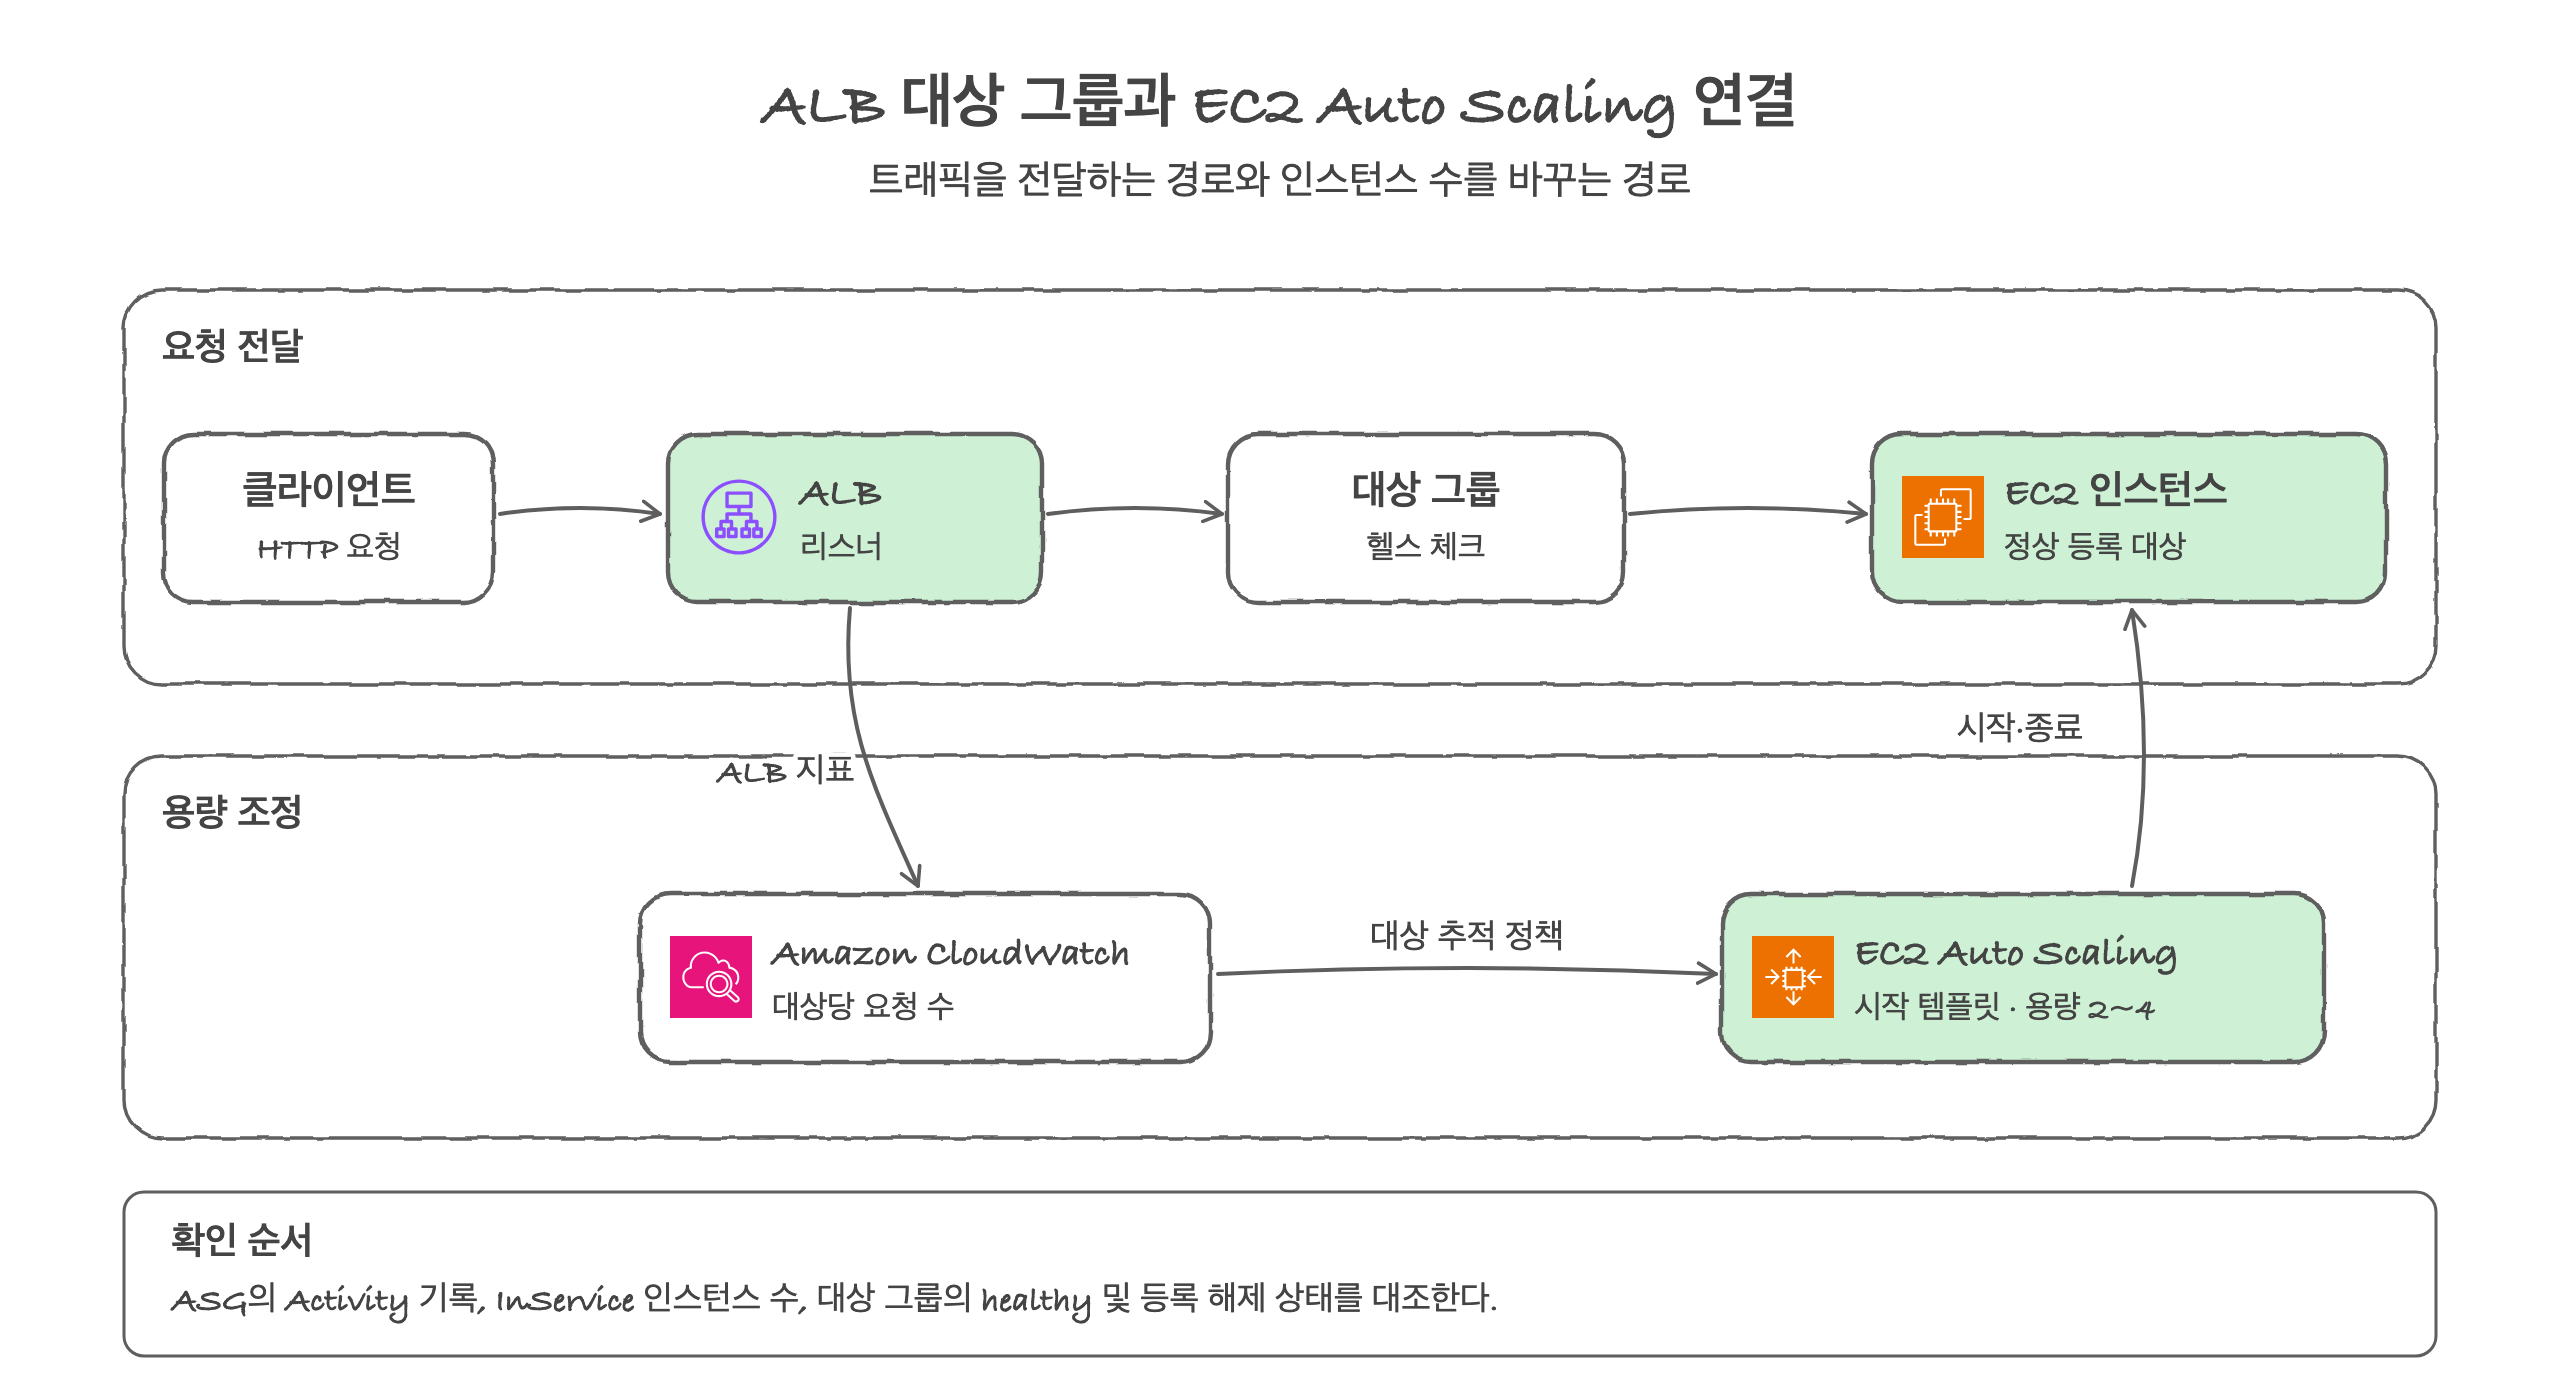 ALB 대상 그룹과 EC2 Auto Scaling 연결
트래픽을 전달하는 경로와 인스턴스 수를 바꾸는 경로
요청 전달
클라이언트
HTTP 요청
ALB
리스너
대상 그룹
헬스 체크
EC2 인스턴스
정상 등록 대상
시작·종료
ALB 지표
용량 조정
Amazon CloudWatch
대상당 요청 수
대상 추적 정책
EC2 Auto Scaling
시작 템플릿 · 용량 2~4
확인 순서
ASG의 Activity 기록, InService 인스턴스 수, 대상 그룹의 healthy 및 등록 해제 상태를 대조한다.